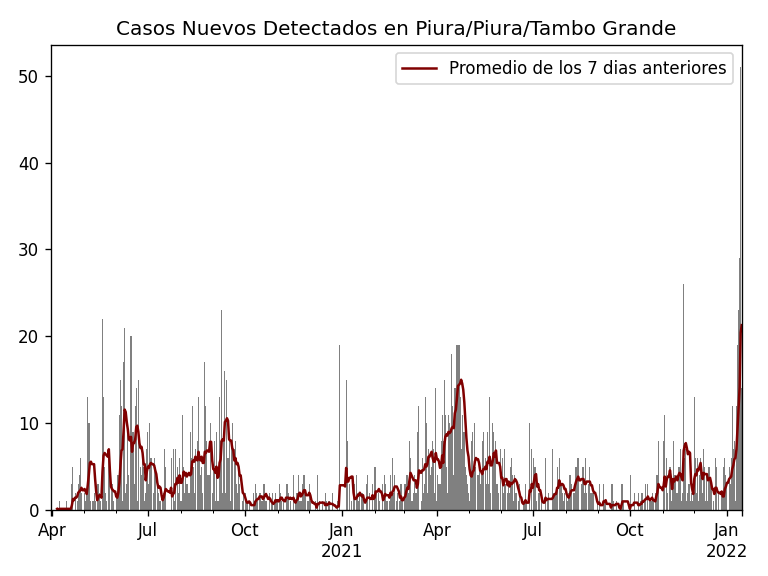 Casos Nuevos Detectados en Piura/Piura/Tambo Grande
Promedio de los 7 dias anteriores
50
40
30
20
10
0
Apr Jul Oct Jan Apr Jul Oct Jan
2021 2022